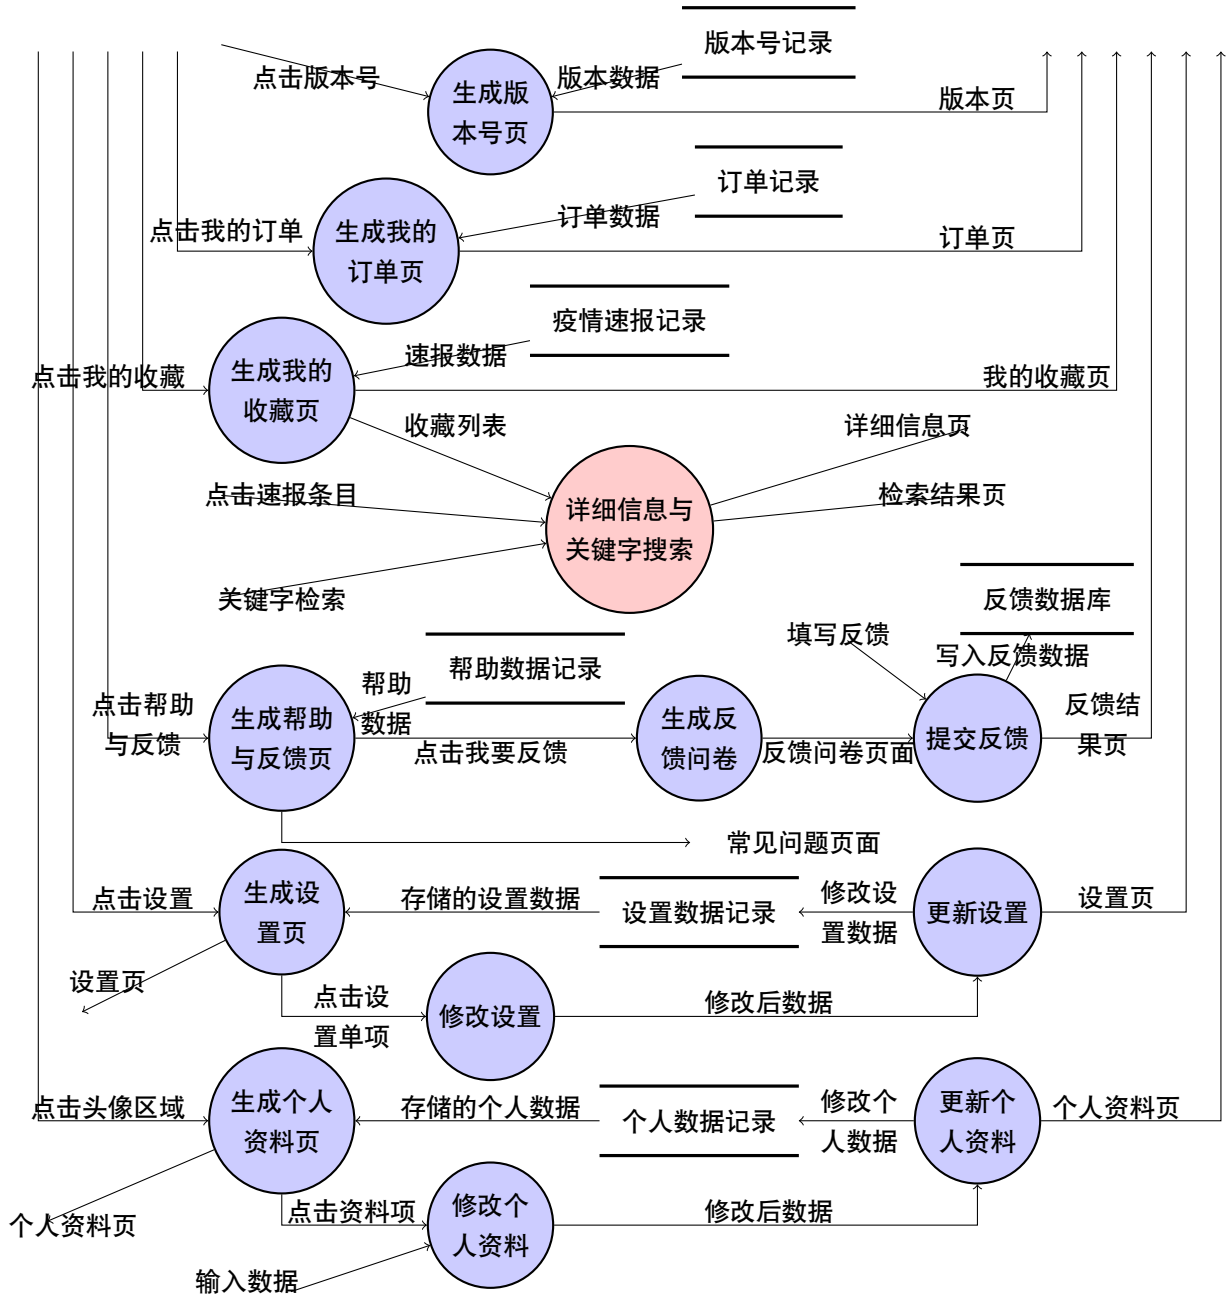 版本号记录
点击版本号
版本数据
生成版
本号页
版本页
订单记录
点击我的订单
订单数据
生成我的
订单页
订单页
疫情速报记录
速报数据
点击我的收藏
生成我的
收藏页
我的收藏页
收藏列表
详细信息页
点击速报条目
检索结果页
详细信息与
关键字搜索
关键字检索
反馈数据库
填写反馈
写入反馈数据
帮助数据记录
帮助
数据
点击帮助
与反馈
生成帮助
与反馈页
点击我要反馈
生成反
馈问卷
反馈问卷页面
提交反馈
反馈结
果页
常见问题页面
点击设置
生成设
置页
存储的设置数据
设置数据记录
修改设
置数据
更新设置
设置页
设置页
点击设
置单项
修改设置
修改后数据
点击头像区域
生成个人
资料页
存储的个人数据
个人数据记录
修改个
人数据
更新个
人资料
个人资料页
个人资料页
点击资料项
修改个
人资料
修改后数据
输入数据